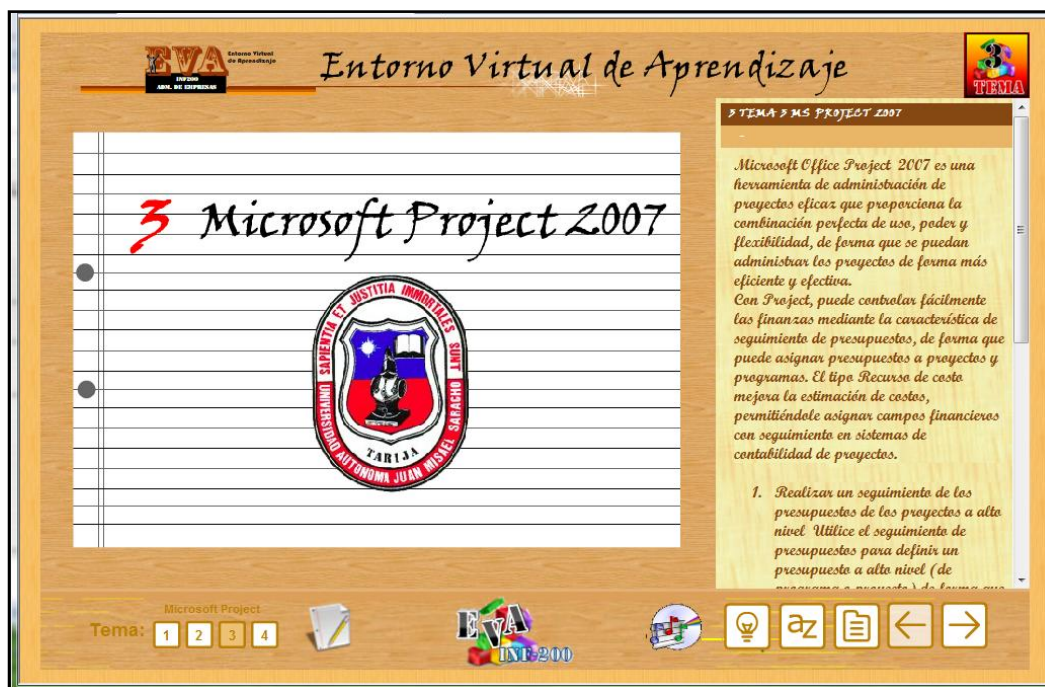 EVA
Entorno Virtual
de Aprendizaje
INF200
ADM. DE EMPRESAS
Entorno Virtual de Aprendizaje
3
TEMA
3 TEMA 3 MS PROJECT 2007
-
Microsoft Office Project 2007 es una
herramienta de administración de
proyectos eficaz que proporciona la
combinación perfecta de uso, poder y
flexibilidad, de forma que se puedan
administrar los proyectos de forma más
eficiente y efectiva.
Con Project, puede controlar fácilmente
las finanzas mediante la característica de
seguimiento de presupuestos, de forma que
puede asignar presupuestos a proyectos y
programas. El tipo Recurso de costo
mejora la estimación de costos,
permitiéndole asignar campos financieros
con seguimiento en sistemas de
contabilidad de proyectos.
1. Realizar un seguimiento de los
presupuestos de los proyectos a alto
nivel Utilice el seguimiento de
presupuestos para definir un
presupuesto a alto nivel (de
programa o proyecto) de forma que
3 Microsoft Project 2007
SAPIENTIA ET JUSTITIA IMMORTALES SUNT
TARIJA
UNIVERSIDAD AUTONOMA JUAN MISAEL SARACHO
Microsoft Project
Tema: 1 2 3 4
EVA
INF-200
az